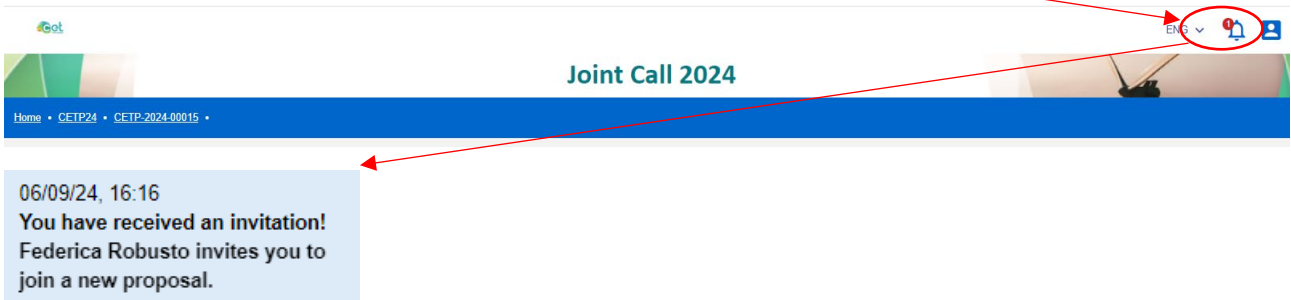 eot
ENG
1
Joint Call 2024
Home • CETP24 • CETP-2024-00015 •
06/09/24, 16:16
You have received an invitation!
Federica Robusto invites you to
join a new proposal.